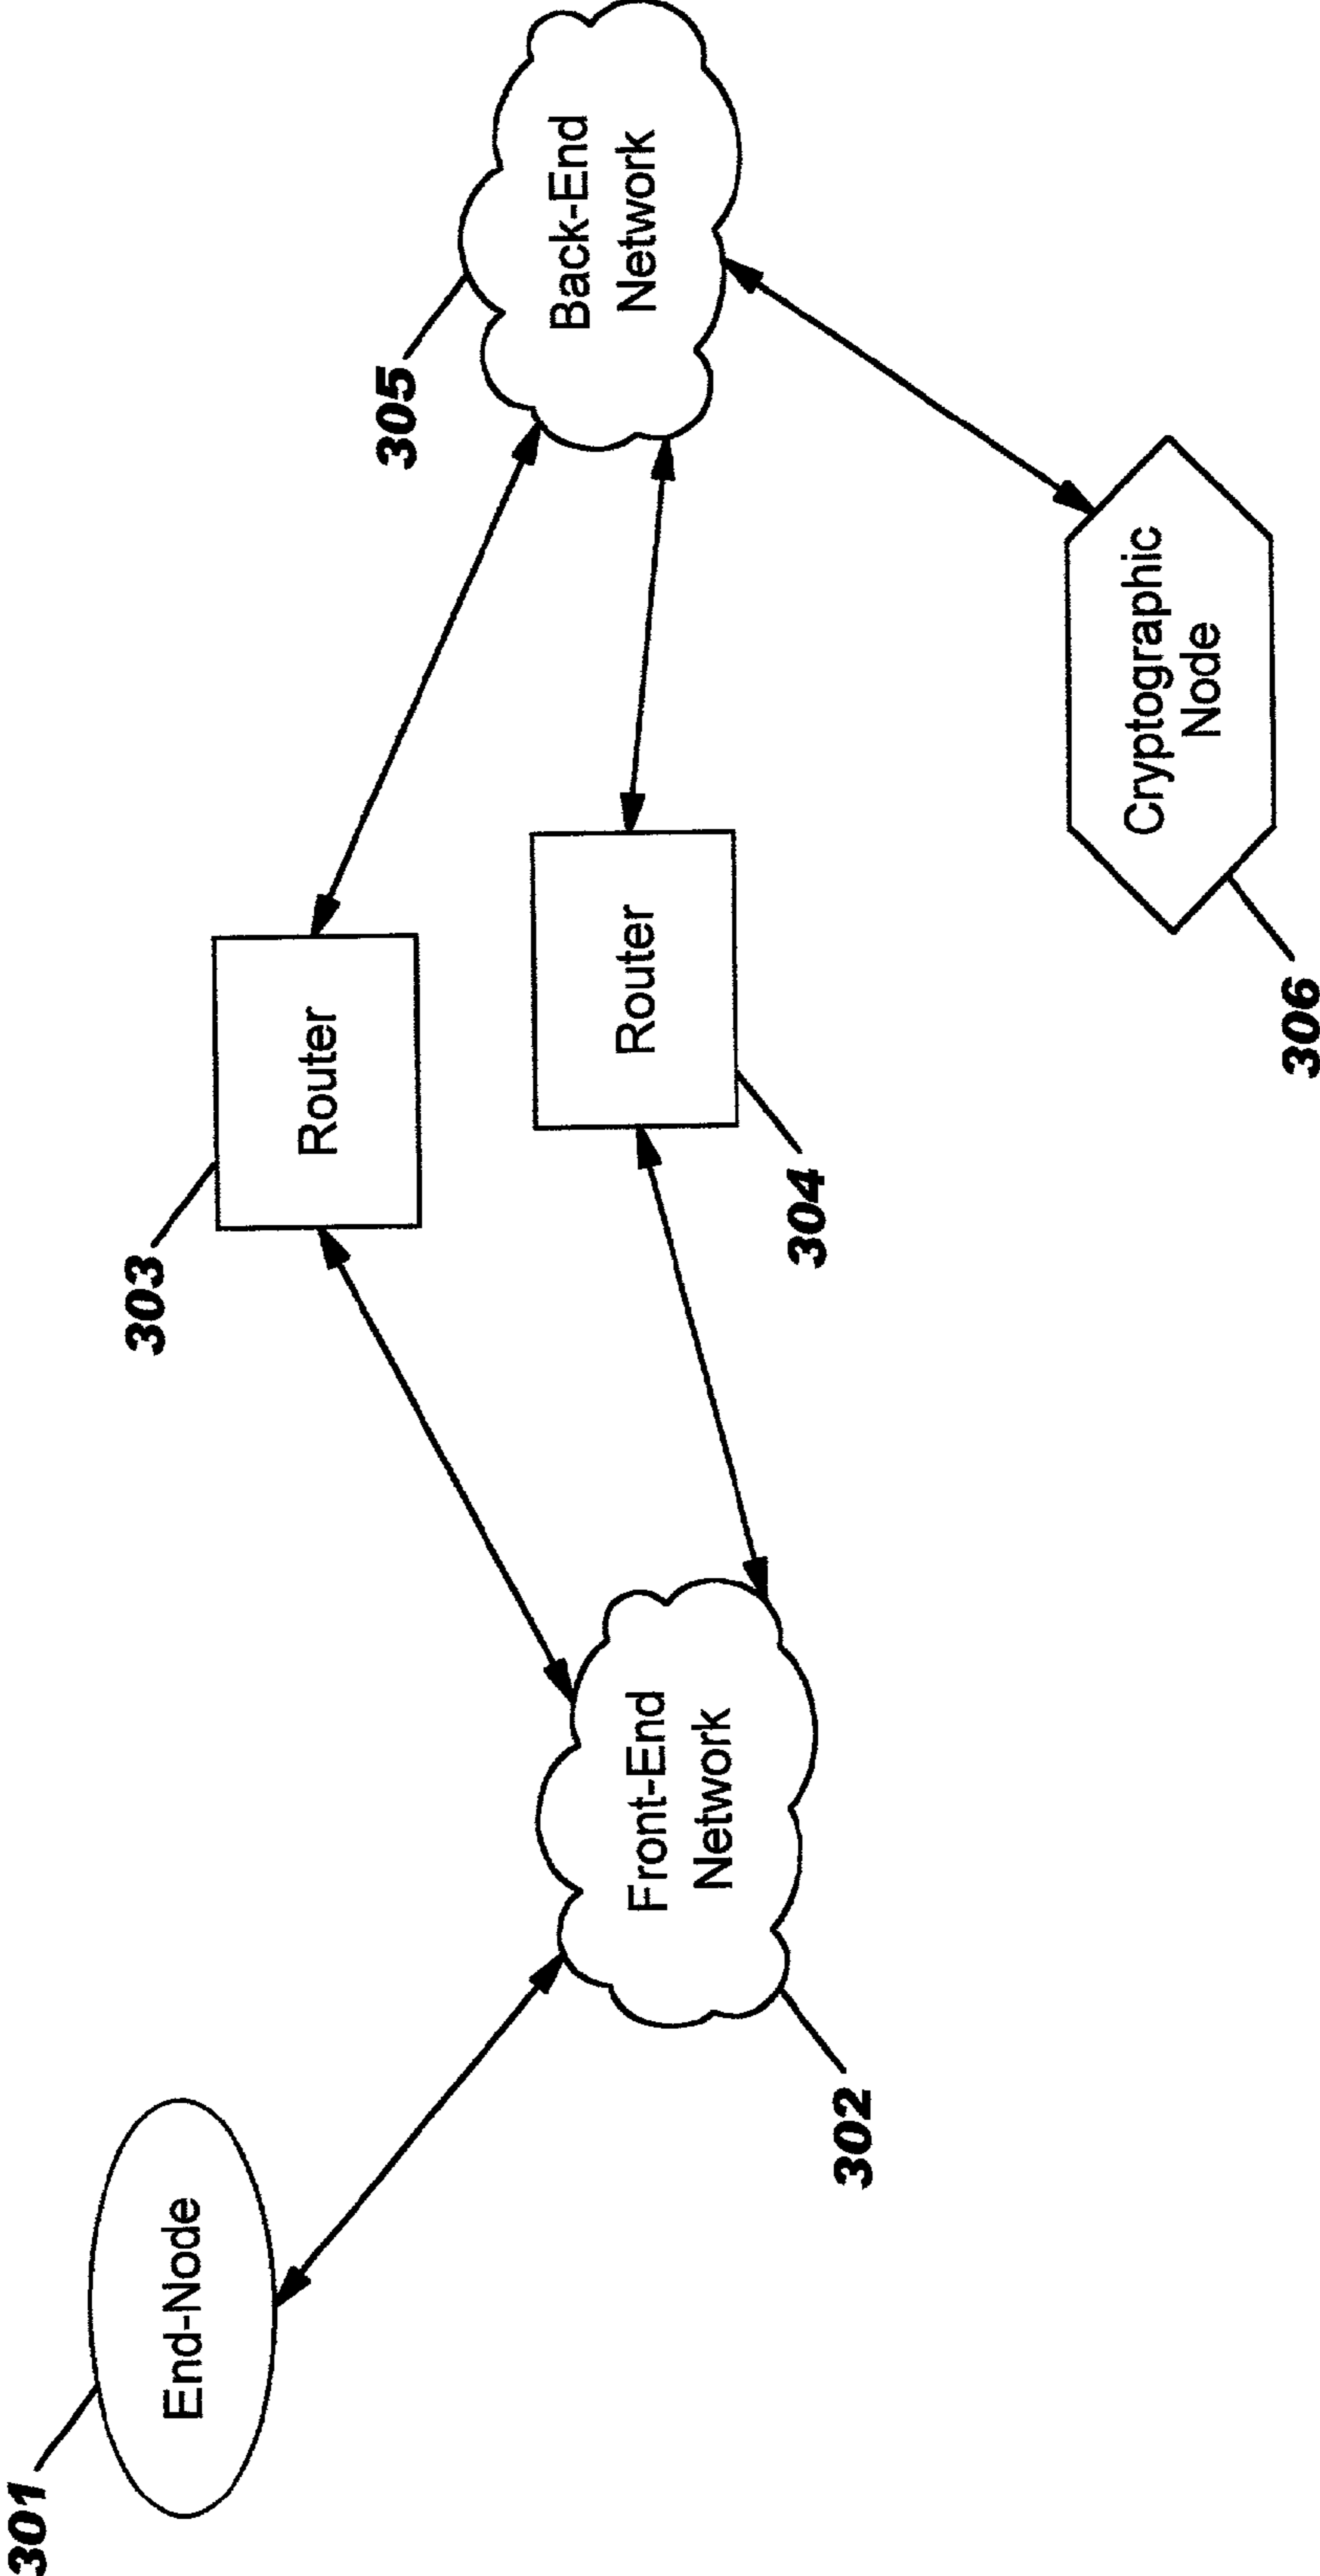 301
End-Node
302
Front-End
Network
303
Router
304
Router
305
Back-End
Network
306
Cryptographic
Node